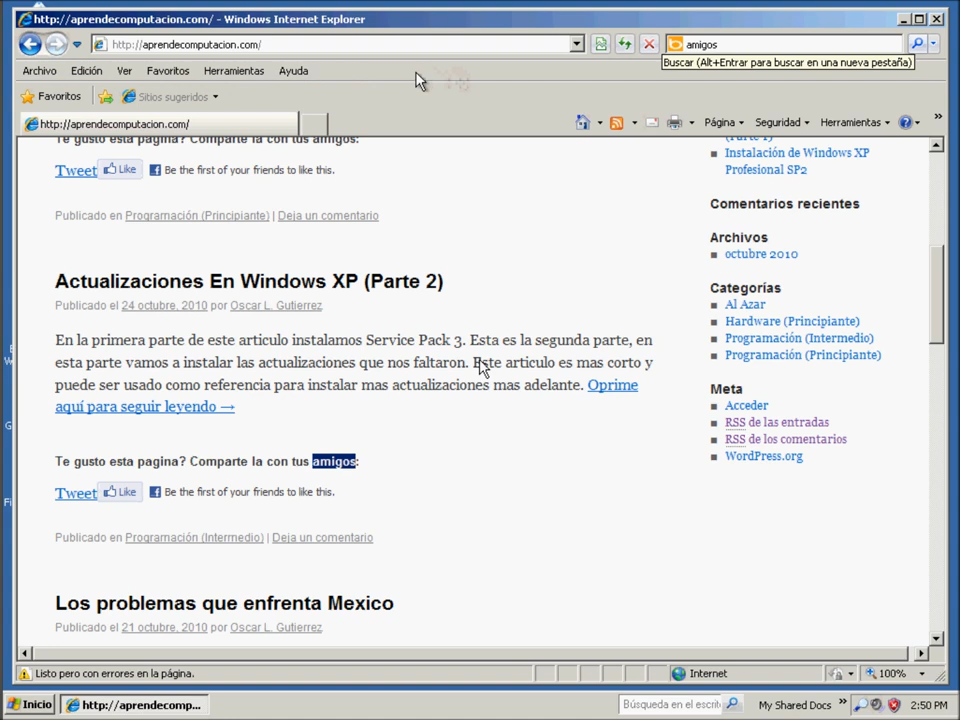 http://aprendecomputacion.com/ - Windows Internet Explorer
http://aprendecomputacion.com/
amigos
Buscar (Alt+Entrar para buscar en una nueva pestaña)
Archivo Edición Ver Favoritos Herramientas Ayuda
Favoritos Sitios sugeridos
http://aprendecomputacion.com/
Página Seguridad Herramientas »
Te gusto esta pagina? Comparte la con tus amigos:
Tweet Like Be the first of your friends to like this.
Publicado en Programación (Principiante) | Deja un comentario
Actualizaciones En Windows XP (Parte 2)
Publicado el 24 octubre, 2010 por Oscar L. Gutierrez
En la primera parte de este articulo instalamos Service Pack 3. Esta es la segunda parte, en
esta parte vamos a instalar las actualizaciones que nos faltaron. Este articulo es mas corto y
puede ser usado como referencia para instalar mas actualizaciones mas adelante. Oprime
aquí para seguir leyendo →
Te gusto esta pagina? Comparte la con tus amigos:
Tweet Like Be the first of your friends to like this.
Publicado en Programación (Intermedio) | Deja un comentario
Los problemas que enfrenta Mexico
Publicado el 21 octubre, 2010 por Oscar L. Gutierrez
(Parte 1)
Instalación de Windows XP
Profesional SP2
Comentarios recientes
Archivos
octubre 2010
Categorías
Al Azar
Hardware (Principiante)
Programación (Intermedio)
Programación (Principiante)
Meta
Acceder
RSS de las entradas
RSS de los comentarios
WordPress.org
Listo pero con errores en la página. Internet 100%
Inicio http://aprendecomp... Búsqueda en el escrit My Shared Docs » 2:50 PM